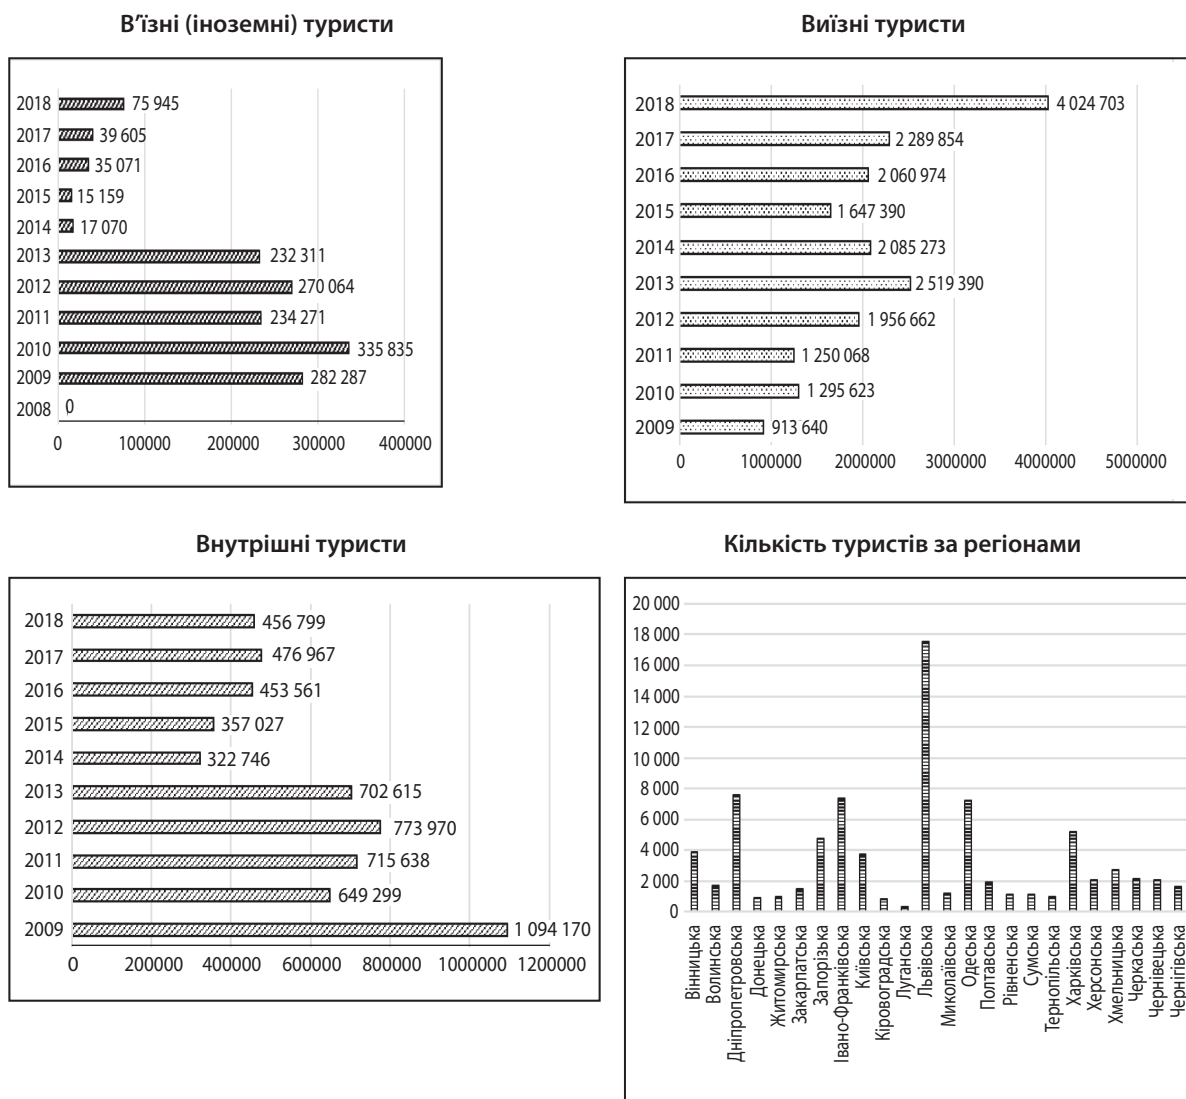 В'їзні (іноземні) туристи
2018 75 945
2017 39 605
2016 35 071
2015 15 159
2014 17 070
2013 232 311
2012 270 064
2011 234 271
2010 335 835
2009 282 287
2008 0
0 100000 200000 300000 400000
Виїзні туристи
2018 4 024 703
2017 2 289 854
2016 2 060 974
2015 1 647 390
2014 2 085 273
2013 2 519 390
2012 1 956 662
2011 1 250 068
2010 1 295 623
2009 913 640
0 1000000 2000000 3000000 4000000 5000000
Внутрішні туристи
2018 456 799
2017 476 967
2016 453 561
2015 357 027
2014 322 746
2013 702 615
2012 773 970
2011 715 638
2010 649 299
2009 1 094 170
0 200000 400000 600000 800000 1000000 1200000
Кількість туристів за регіонами
20 000
18 000
16 000
14 000
12 000
10 000
8 000
6 000
4 000
2 000
0
Вінницька
Волинська
Дніпропетровська
Донецька
Житомирська
Закарпатська
Запорізька
Івано-Франківська
Київська
Кіровоградська
Луганська
Львівська
Миколаївська
Одеська
Полтавська
Рівненська
Сумська
Тернопільська
Харківська
Херсонська
Хмельницька
Черкаська
Чернівецька
Чернігівська